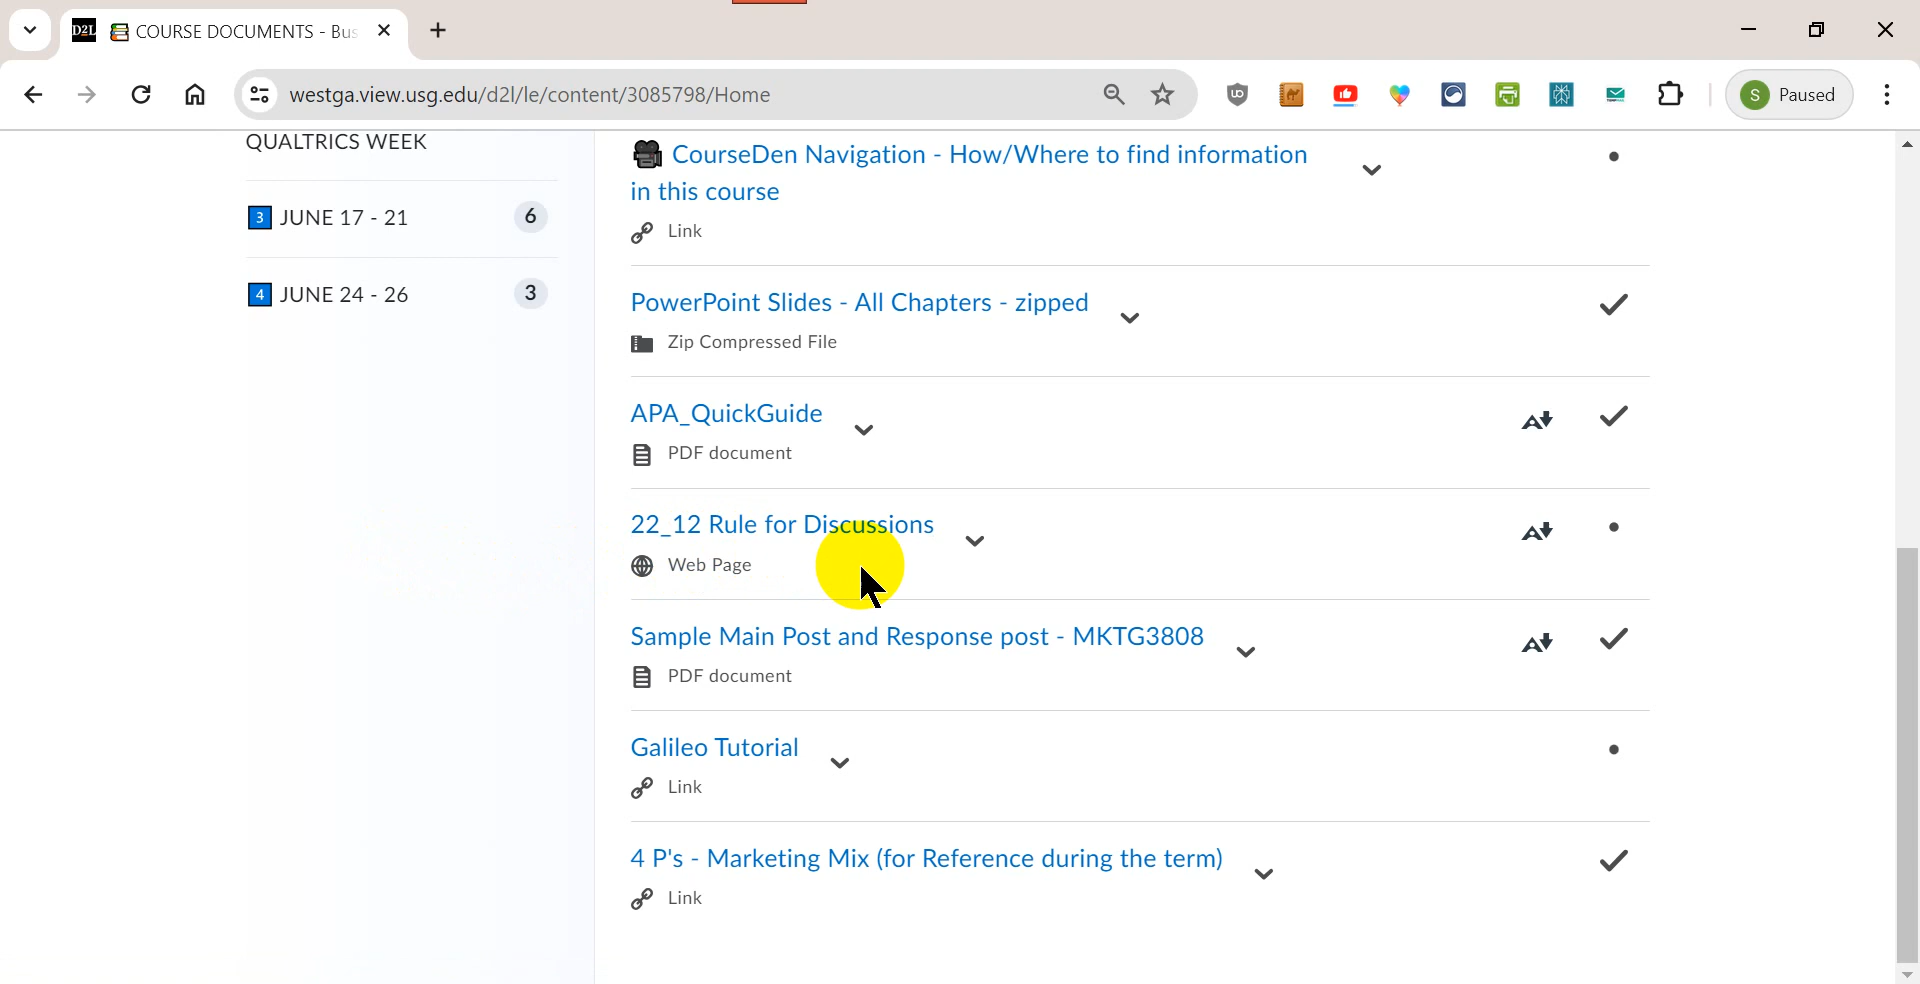 D2L COURSE DOCUMENTS - Bus
westga.view.usg.edu/d2l/le/content/3085798/Home
S Paused
QUALTRICS WEEK
3 JUNE 17 - 21 6
4 JUNE 24 - 26 3
CourseDen Navigation - How/Where to find information
in this course
Link
PowerPoint Slides - All Chapters - zipped
Zip Compressed File
APA_QuickGuide
PDF document
22_12 Rule for Discussions
Web Page
Sample Main Post and Response post - MKTG3808
PDF document
Galileo Tutorial
Link
4 P's - Marketing Mix (for Reference during the term)
Link